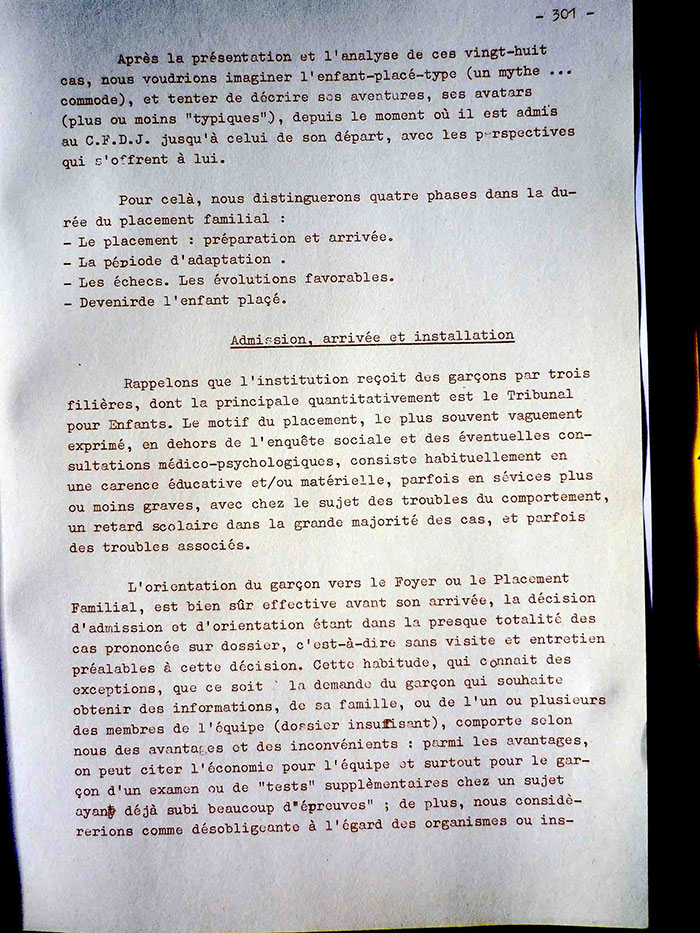 - 301 -
Après la présentation et l'analyse de ces vingt-huit
cas, nous voudrions imaginer l'enfant-placé-type (un mythe ...
commode), et tenter de décrire ses aventures, ses avatars
(plus ou moins "typiques"), depuis le moment où il est admis
au C.F.D.J. jusqu'à celui de son départ, avec les perspectives
qui s'offrent à lui.
Pour celà, nous distinguerons quatre phases dans la du-
rée du placement familial :
- Le placement : préparation et arrivée.
- La période d'adaptation .
- Les échecs. Les évolutions favorables.
- Devenirde l'enfant plaçé.
Admission, arrivée et installation
Rappelons que l'institution reçoit des garçons par trois
filières, dont la principale quantitativement est le Tribunal
pour Enfants. Le motif du placement, le plus souvent vaguement
exprimé, en dehors de l'enquête sociale et des éventuelles con-
sultations médico-psychologiques, consiste habituellement en
une carence éducative et/ou matérielle, parfois en sévices plus
ou moins graves, avec chez le sujet des troubles du comportement,
un retard scolaire dans la grande majorité des cas, et parfois
des troubles associés.
L'orientation du garçon vers le Foyer ou le Placement
Familial, est bien sûr effective avant son arrivée, la décision
d'admission et d'orientation étant dans la presque totalité des
cas prononcée sur dossier, c'est-à-dire sans visite et entretien
préalables à cette décision. Cette habitude, qui connait des
exceptions, que ce soit la demande du garçon qui souhaite
obtenir des informations, de sa famille, ou de l'un ou plusieurs
des membres de l'équipe (dossier insuffisant), comporte selon
nous des avantages et des inconvénients : parmi les avantages,
on peut citer l'économie pour l'équipe et surtout pour le gar-
çon d'un examen ou de "tests" supplémentaires chez un sujet
ayant déjà subi beaucoup d"épreuves" ; de plus, nous considè-
rerions comme désobligeante à l'égard des organismes ou ins-